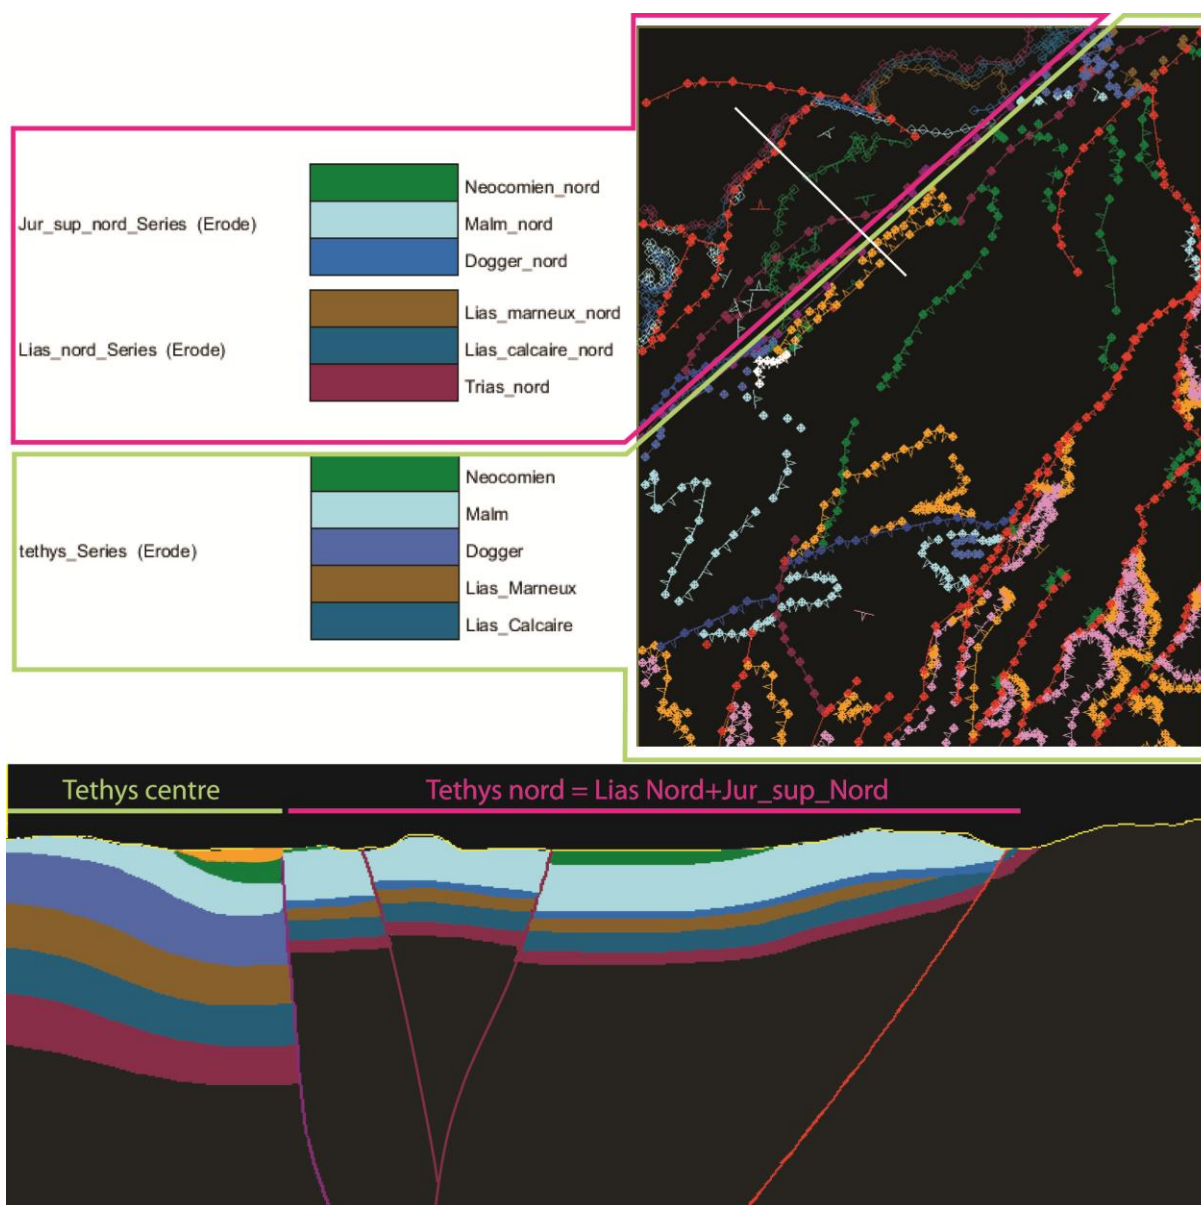 Neocomien_nord
Jur_sup_nord_Series (Erode)
Malm_nord
Dogger_nord
Lias_marneux_nord
Lias_nord_Series (Erode)
Lias_calcaire_nord
Trias_nord
Neocomien
Malm
tethys_Series (Erode)
Dogger
Lias_Marneux
Lias_Calcaire
Tethys centre
Tethys nord = Lias Nord+Jur_sup_Nord